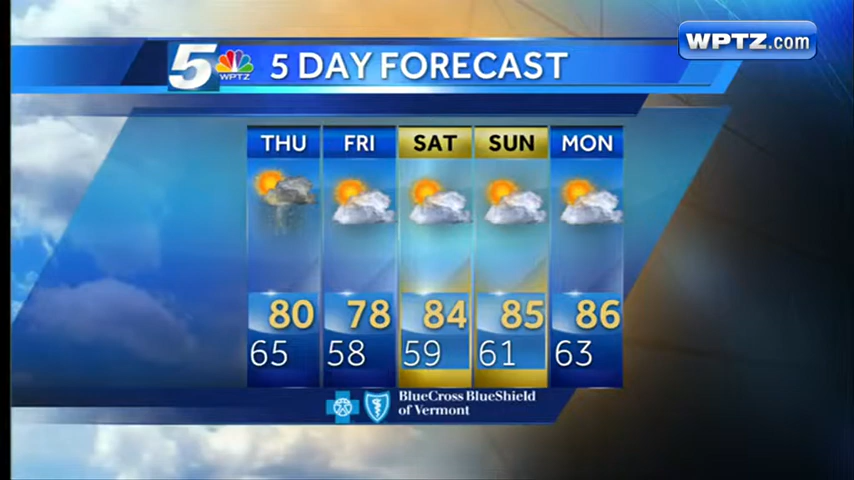 WPTZ.com
5 WPTZ 5 DAY FORECAST
THU FRI SAT SUN MON
80 78 84 85 86
65 58 59 61 63
BlueCross BlueShield
of Vermont